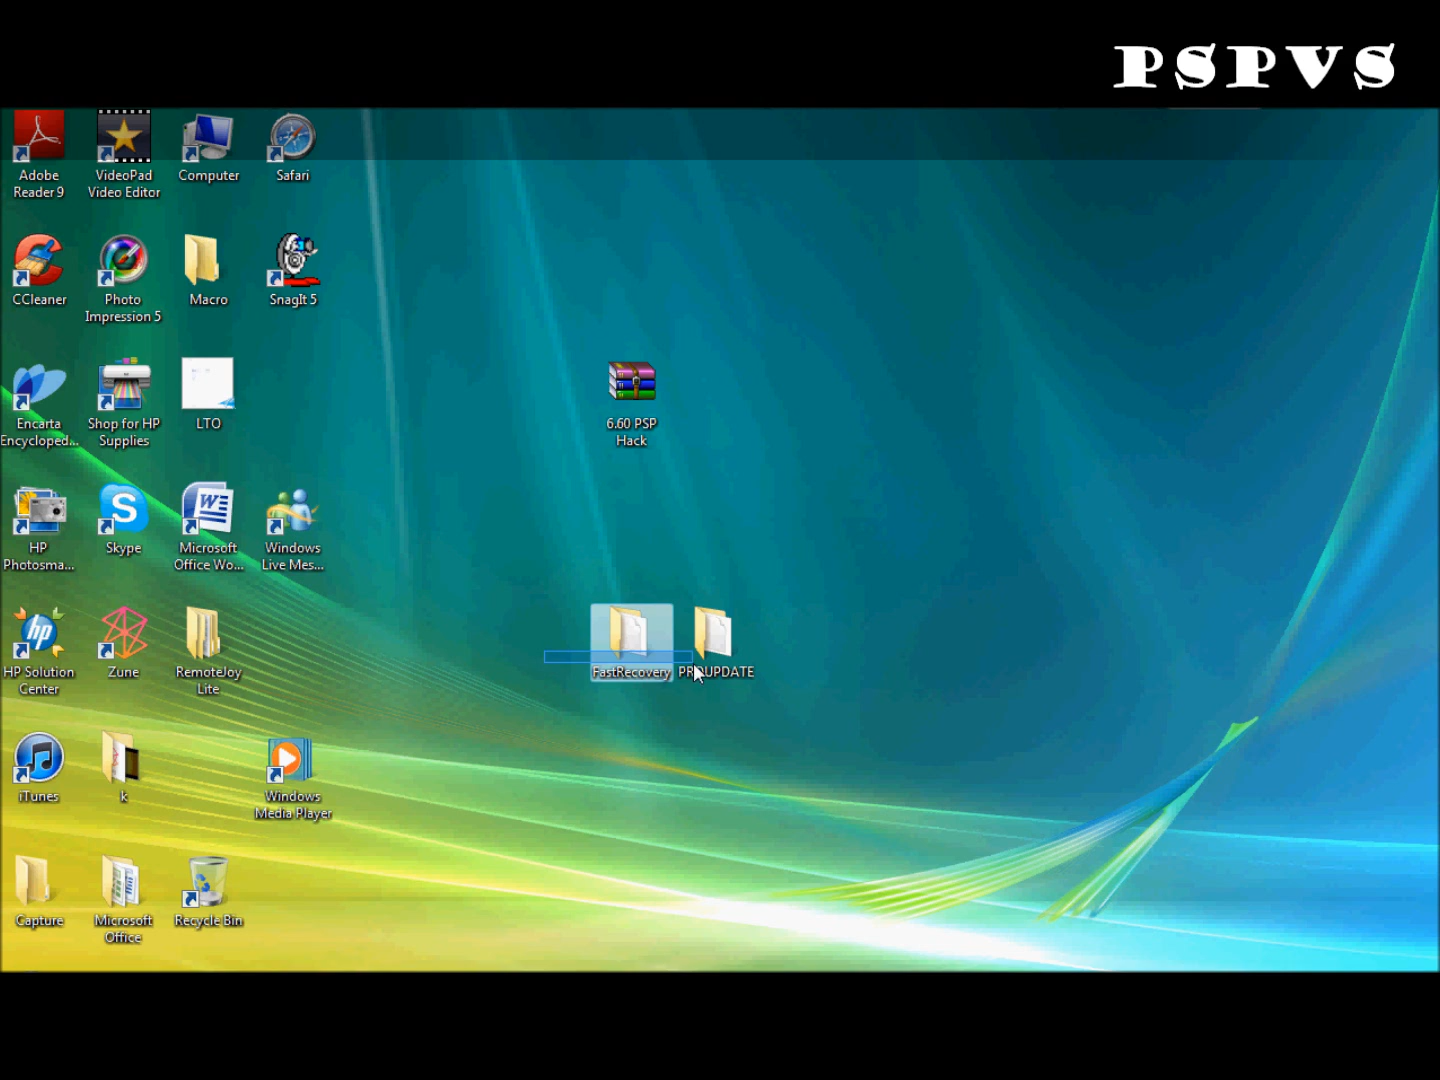 PSPVS
Adobe
Reader 9
VideoPad
Video Editor
Computer
Safari
CCleaner
Photo
Impression 5
Macro
SnagIt 5
Encarta
Encycloped...
Shop for HP
Supplies
LTO
6.60 PSP
Hack
HP
Photosma...
Skype
Microsoft
Office Wo...
Windows
Live Mes...
HP Solution
Center
Zune
RemoteJoy
Lite
FastRecovery
PROUPDATE
iTunes
k
Windows
Media Player
Capture
Microsoft
Office
Recycle Bin